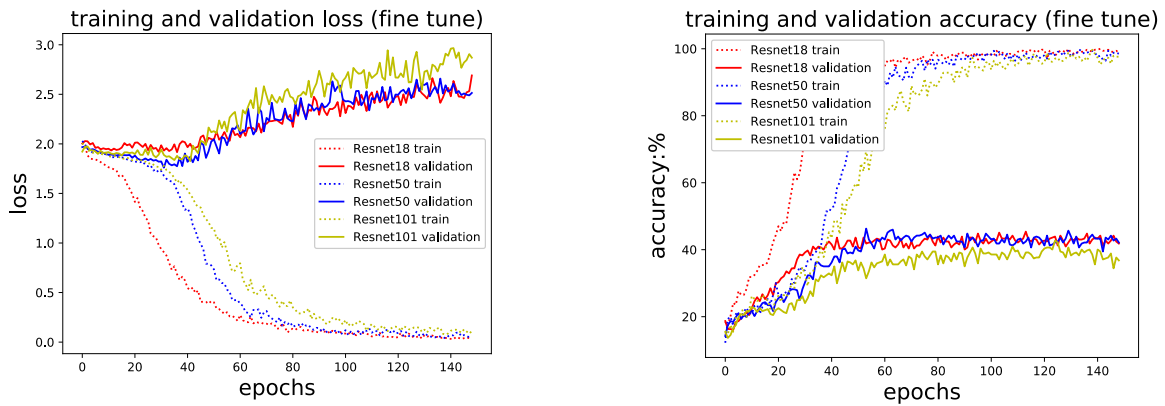 training and validation loss (fine tune)
3.0
2.5
2.0
1.5
1.0
0.5
0.0
loss
Resnet18 train
Resnet18 validation
Resnet50 train
Resnet50 validation
Resnet101 train
Resnet101 validation
0 20 40 60 80 100 120 140
epochs
training and validation accuracy (fine tune)
100
80
60
40
20
accuracy:%
Resnet18 train
Resnet18 validation
Resnet50 train
Resnet50 validation
Resnet101 train
Resnet101 validation
0 20 40 60 80 100 120 140
epochs